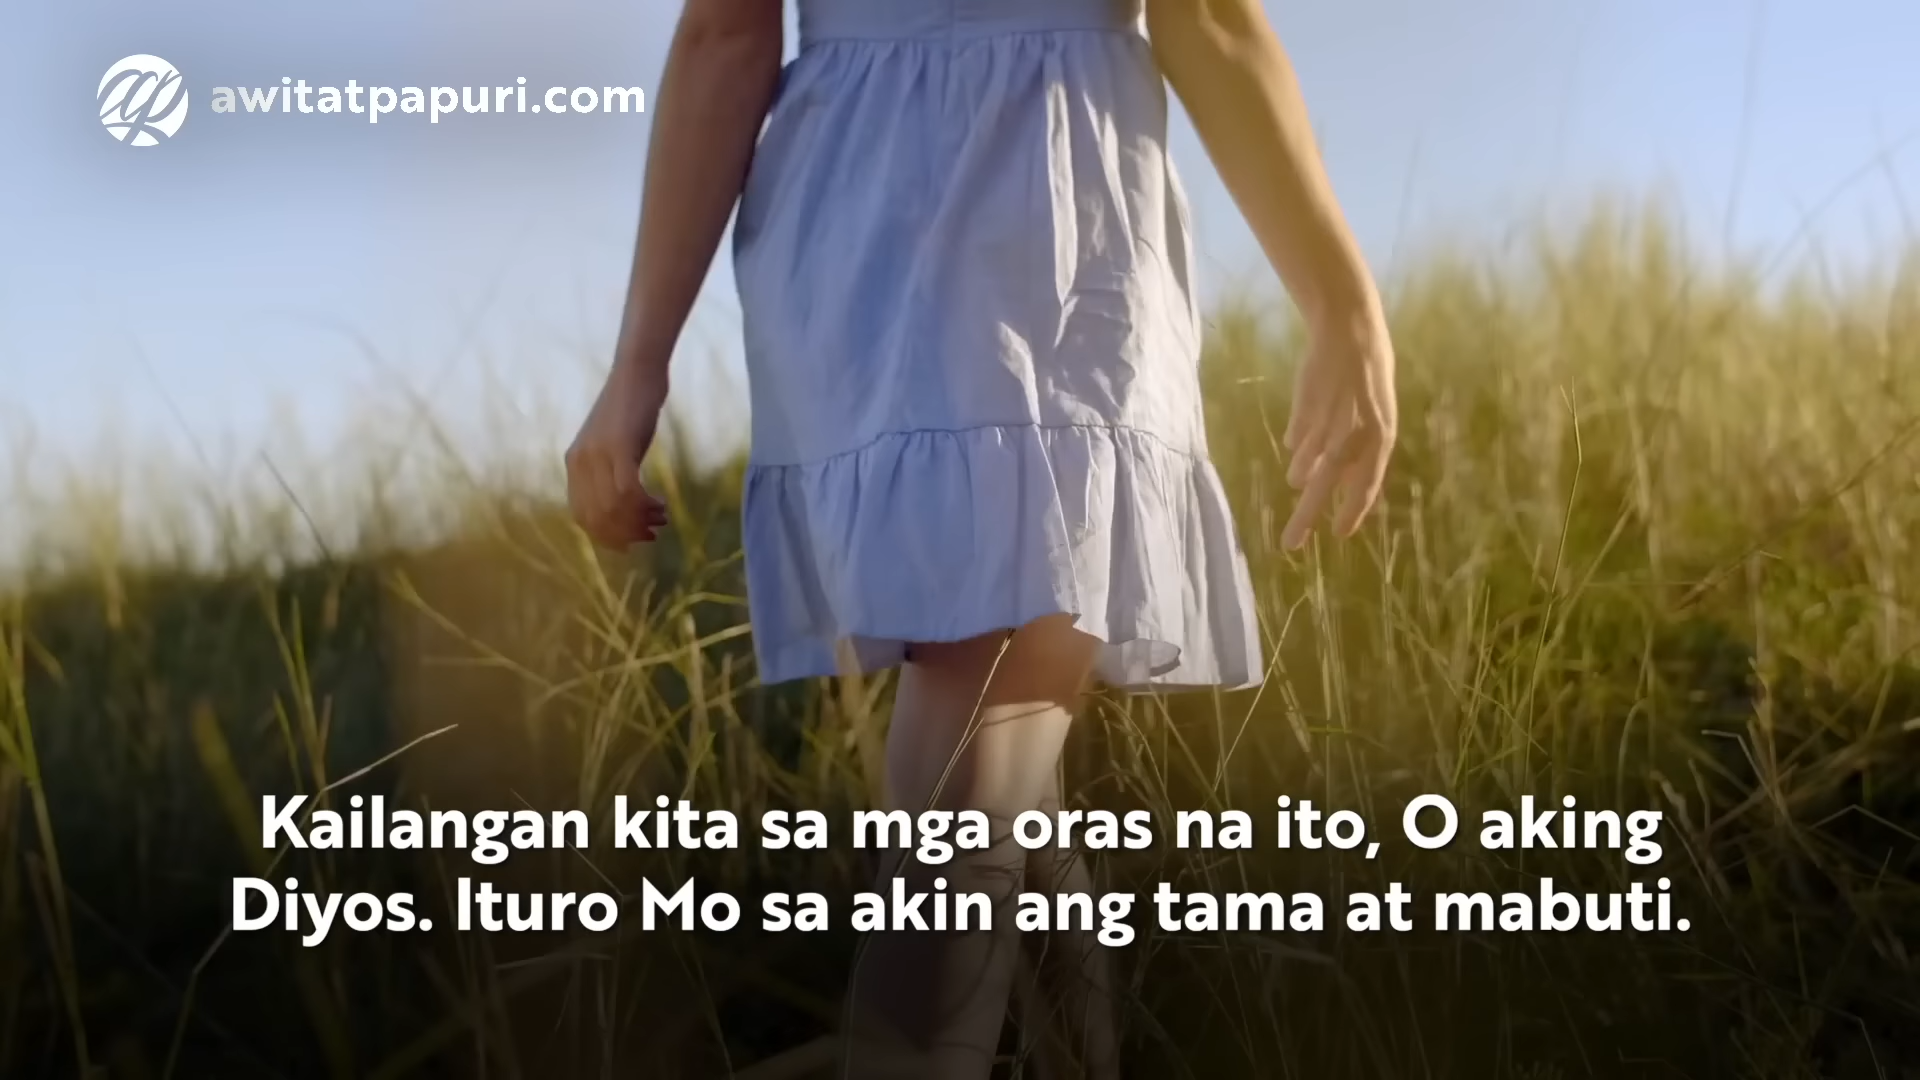 awitatpapuri.com
Kailangan kita sa mga oras na ito, O aking
Diyos. Ituro Mo sa akin ang tama at mabuti.